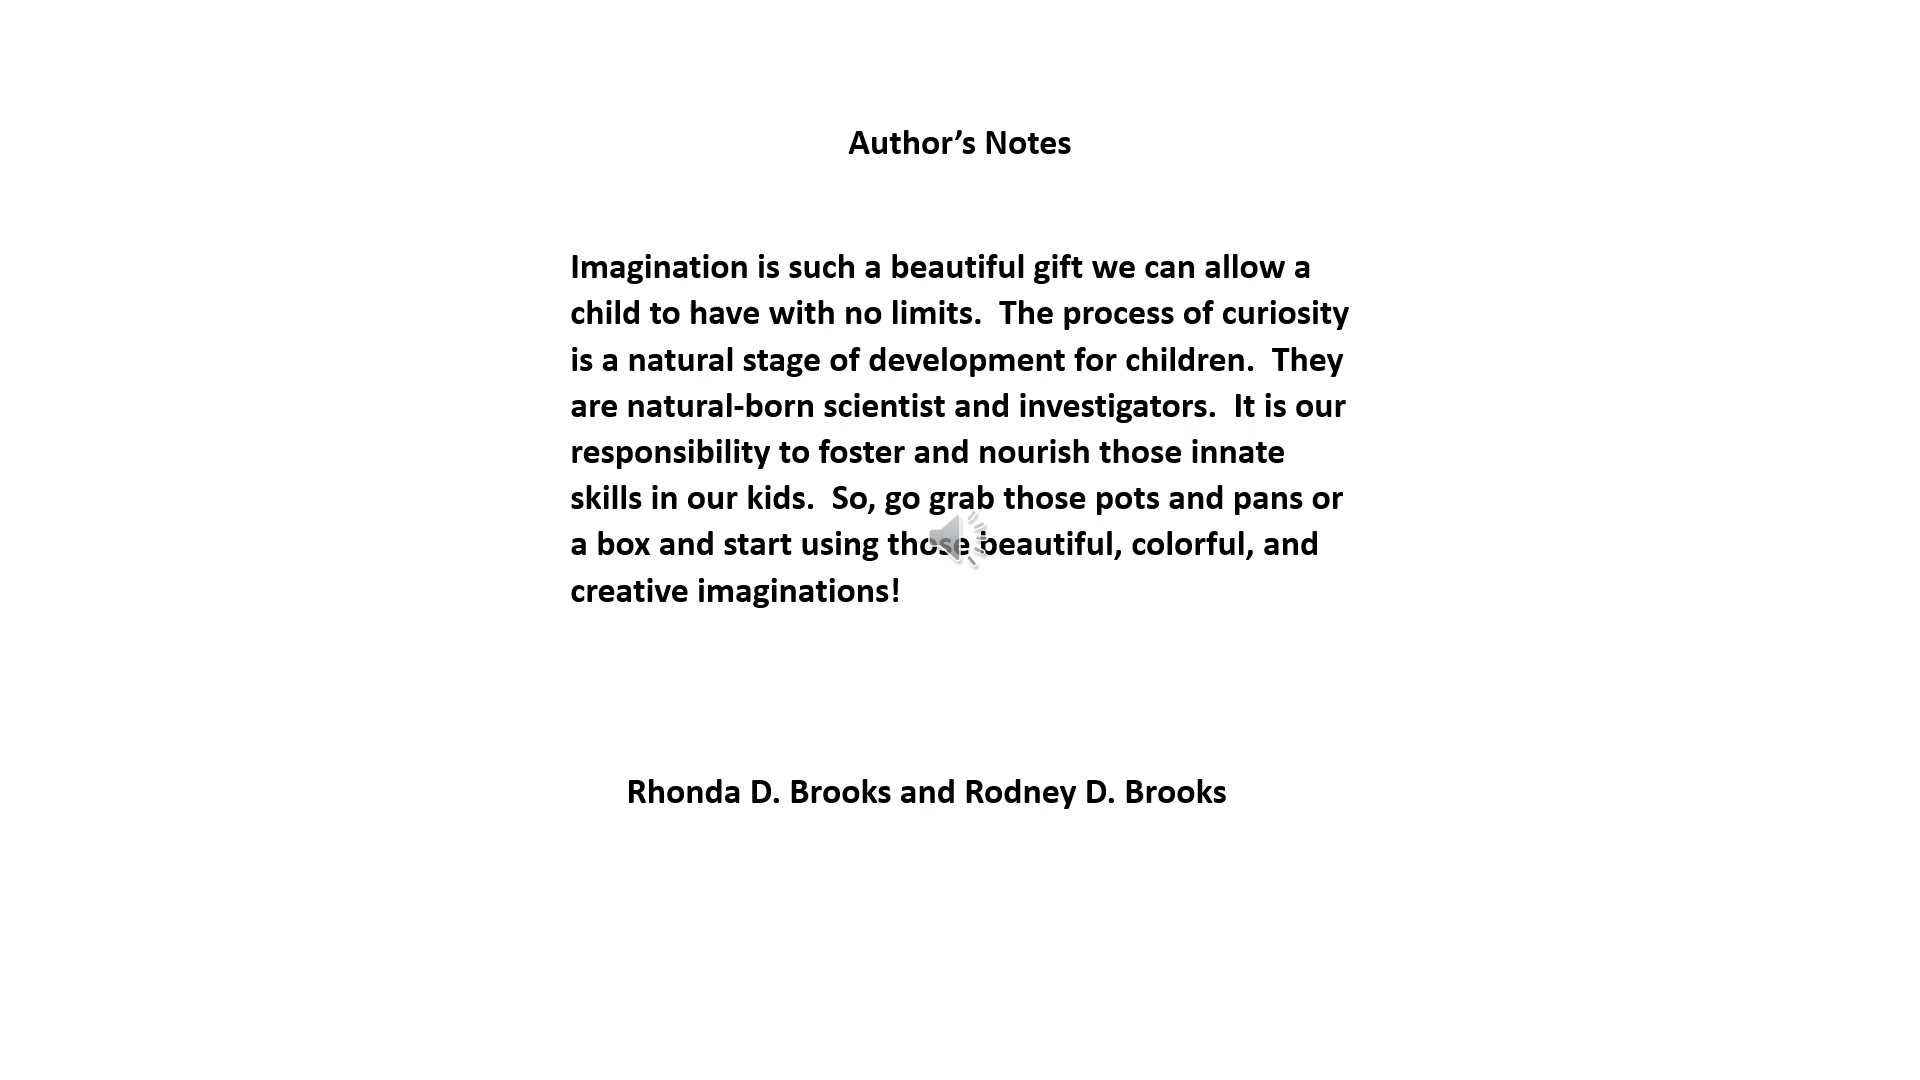 Author’s Notes
Imagination is such a beautiful gift we can allow a
child to have with no limits.  The process of curiosity
is a natural stage of development for children.  They
are natural-born scientist and investigators.  It is our
responsibility to foster and nourish those innate
skills in our kids.  So, go grab those pots and pans or
a box and start using those beautiful, colorful, and
creative imaginations!
Rhonda D. Brooks and Rodney D. Brooks